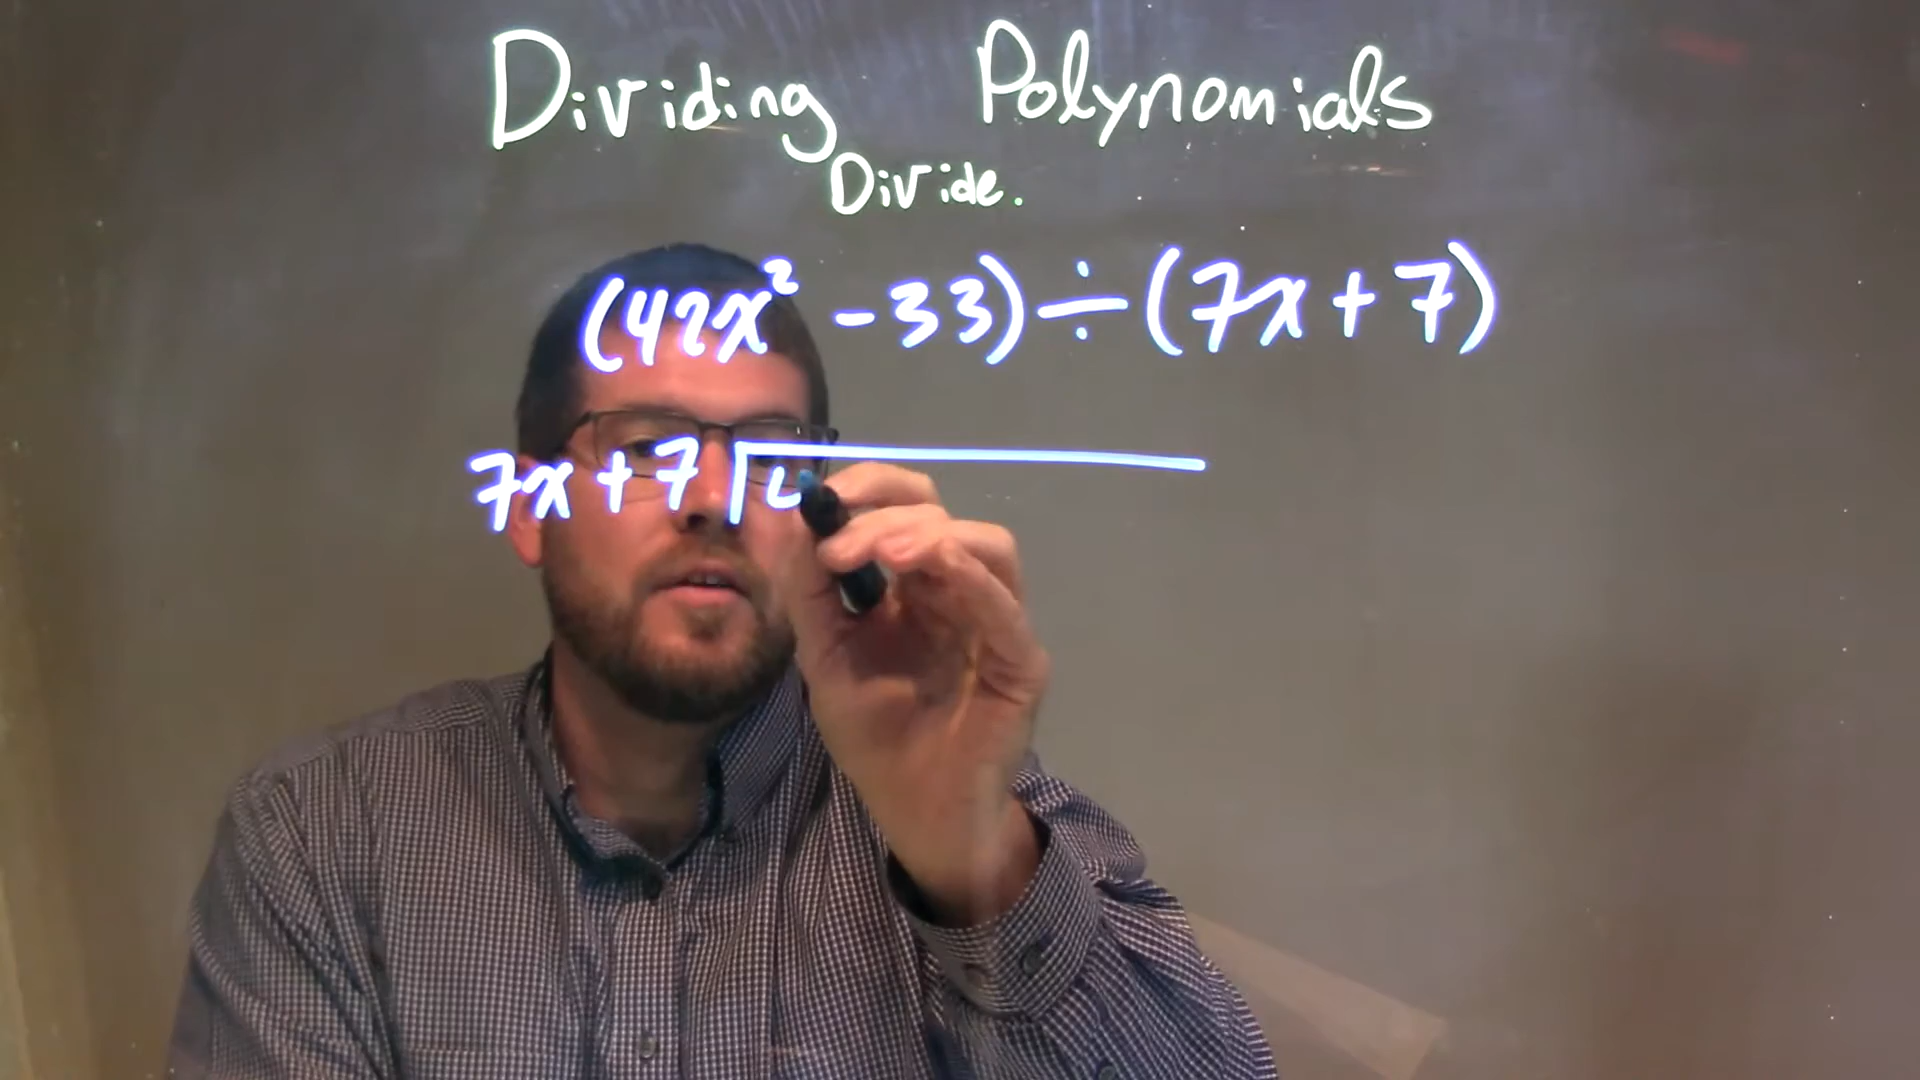 Dividing Polynomials
Divide.
(42x² - 33) ÷ (7x + 7)
7x + 7